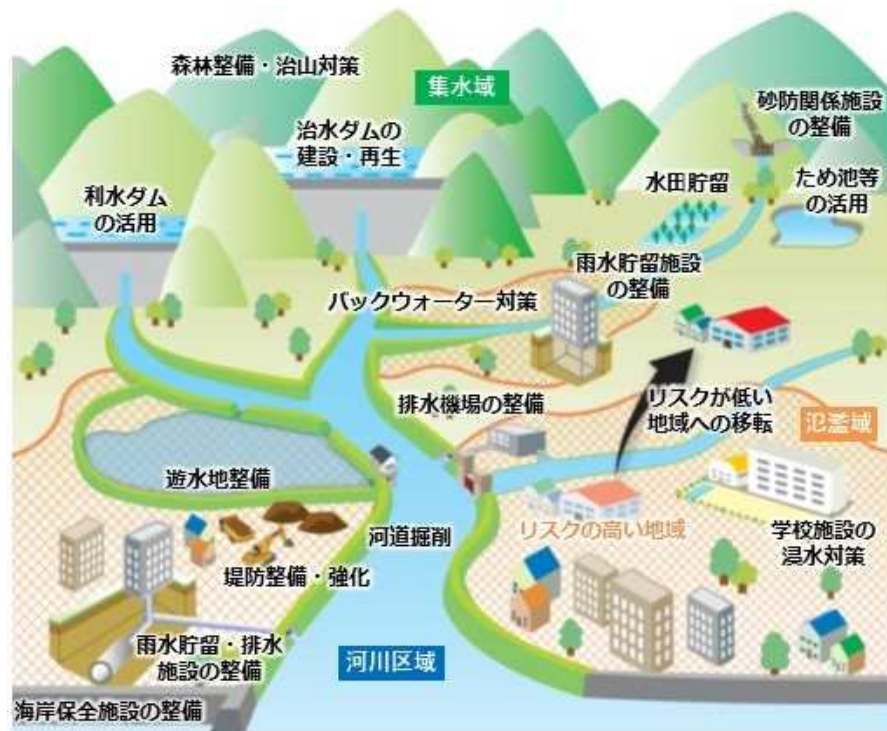 森林整備・治山対策
集水域
砂防関係施設
の整備
治水ダムの
建設・再生
水田貯留
ため池等
の活用
利水ダム
の活用
雨水貯留施設
の整備
バックウォーター対策
排水機場の整備
リスクが低い
地域への移転
氾濫域
遊水地整備
リスクの高い地域
学校施設の
浸水対策
河道掘削
堤防整備・強化
雨水貯留・排水
施設の整備
河川区域
海岸保全施設の整備